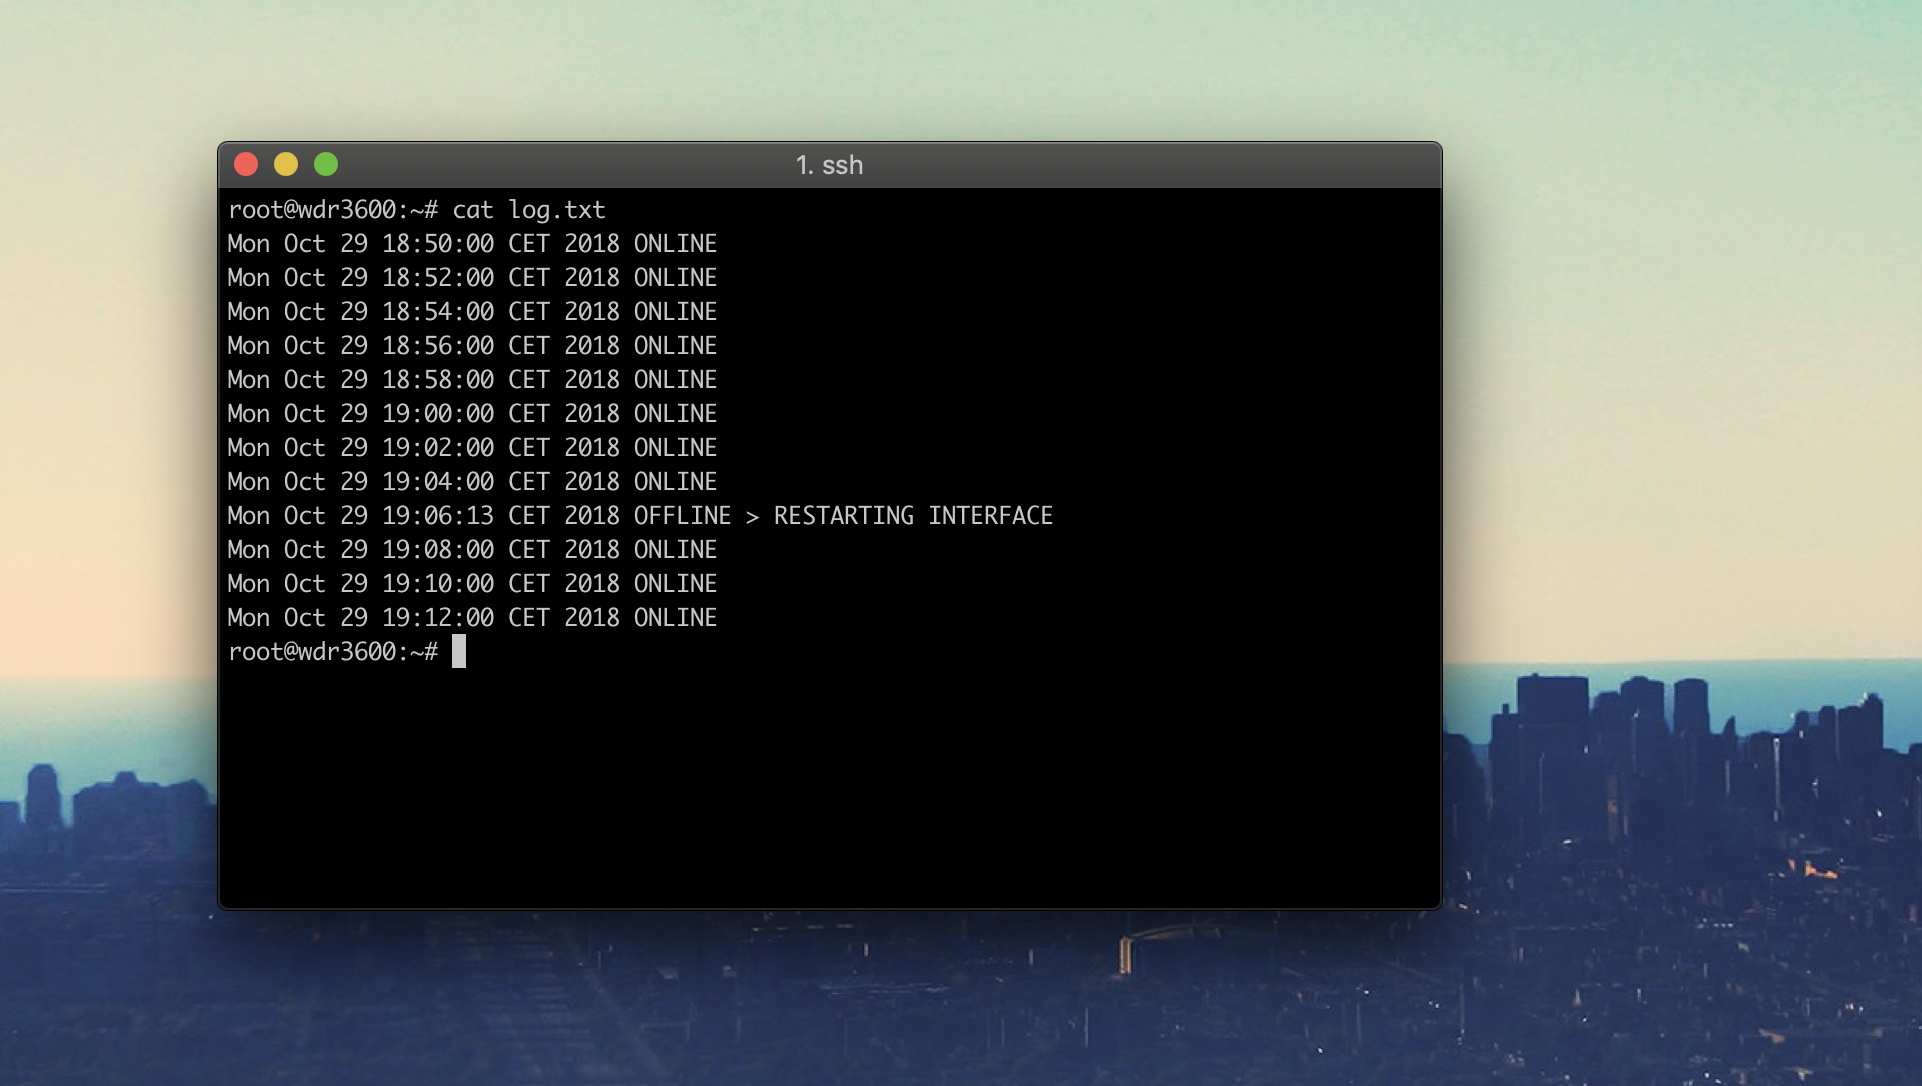 1. ssh
root@wdr3600:~# cat log.txt
Mon Oct 29 18:50:00 CET 2018 ONLINE
Mon Oct 29 18:52:00 CET 2018 ONLINE
Mon Oct 29 18:54:00 CET 2018 ONLINE
Mon Oct 29 18:56:00 CET 2018 ONLINE
Mon Oct 29 18:58:00 CET 2018 ONLINE
Mon Oct 29 19:00:00 CET 2018 ONLINE
Mon Oct 29 19:02:00 CET 2018 ONLINE
Mon Oct 29 19:04:00 CET 2018 ONLINE
Mon Oct 29 19:06:13 CET 2018 OFFLINE > RESTARTING INTERFACE
Mon Oct 29 19:08:00 CET 2018 ONLINE
Mon Oct 29 19:10:00 CET 2018 ONLINE
Mon Oct 29 19:12:00 CET 2018 ONLINE
root@wdr3600:~#